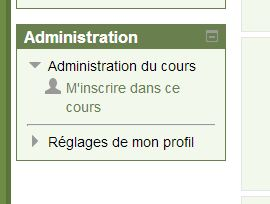 Administration
Administration du cours
M'inscrire dans ce
cours
Réglages de mon profil